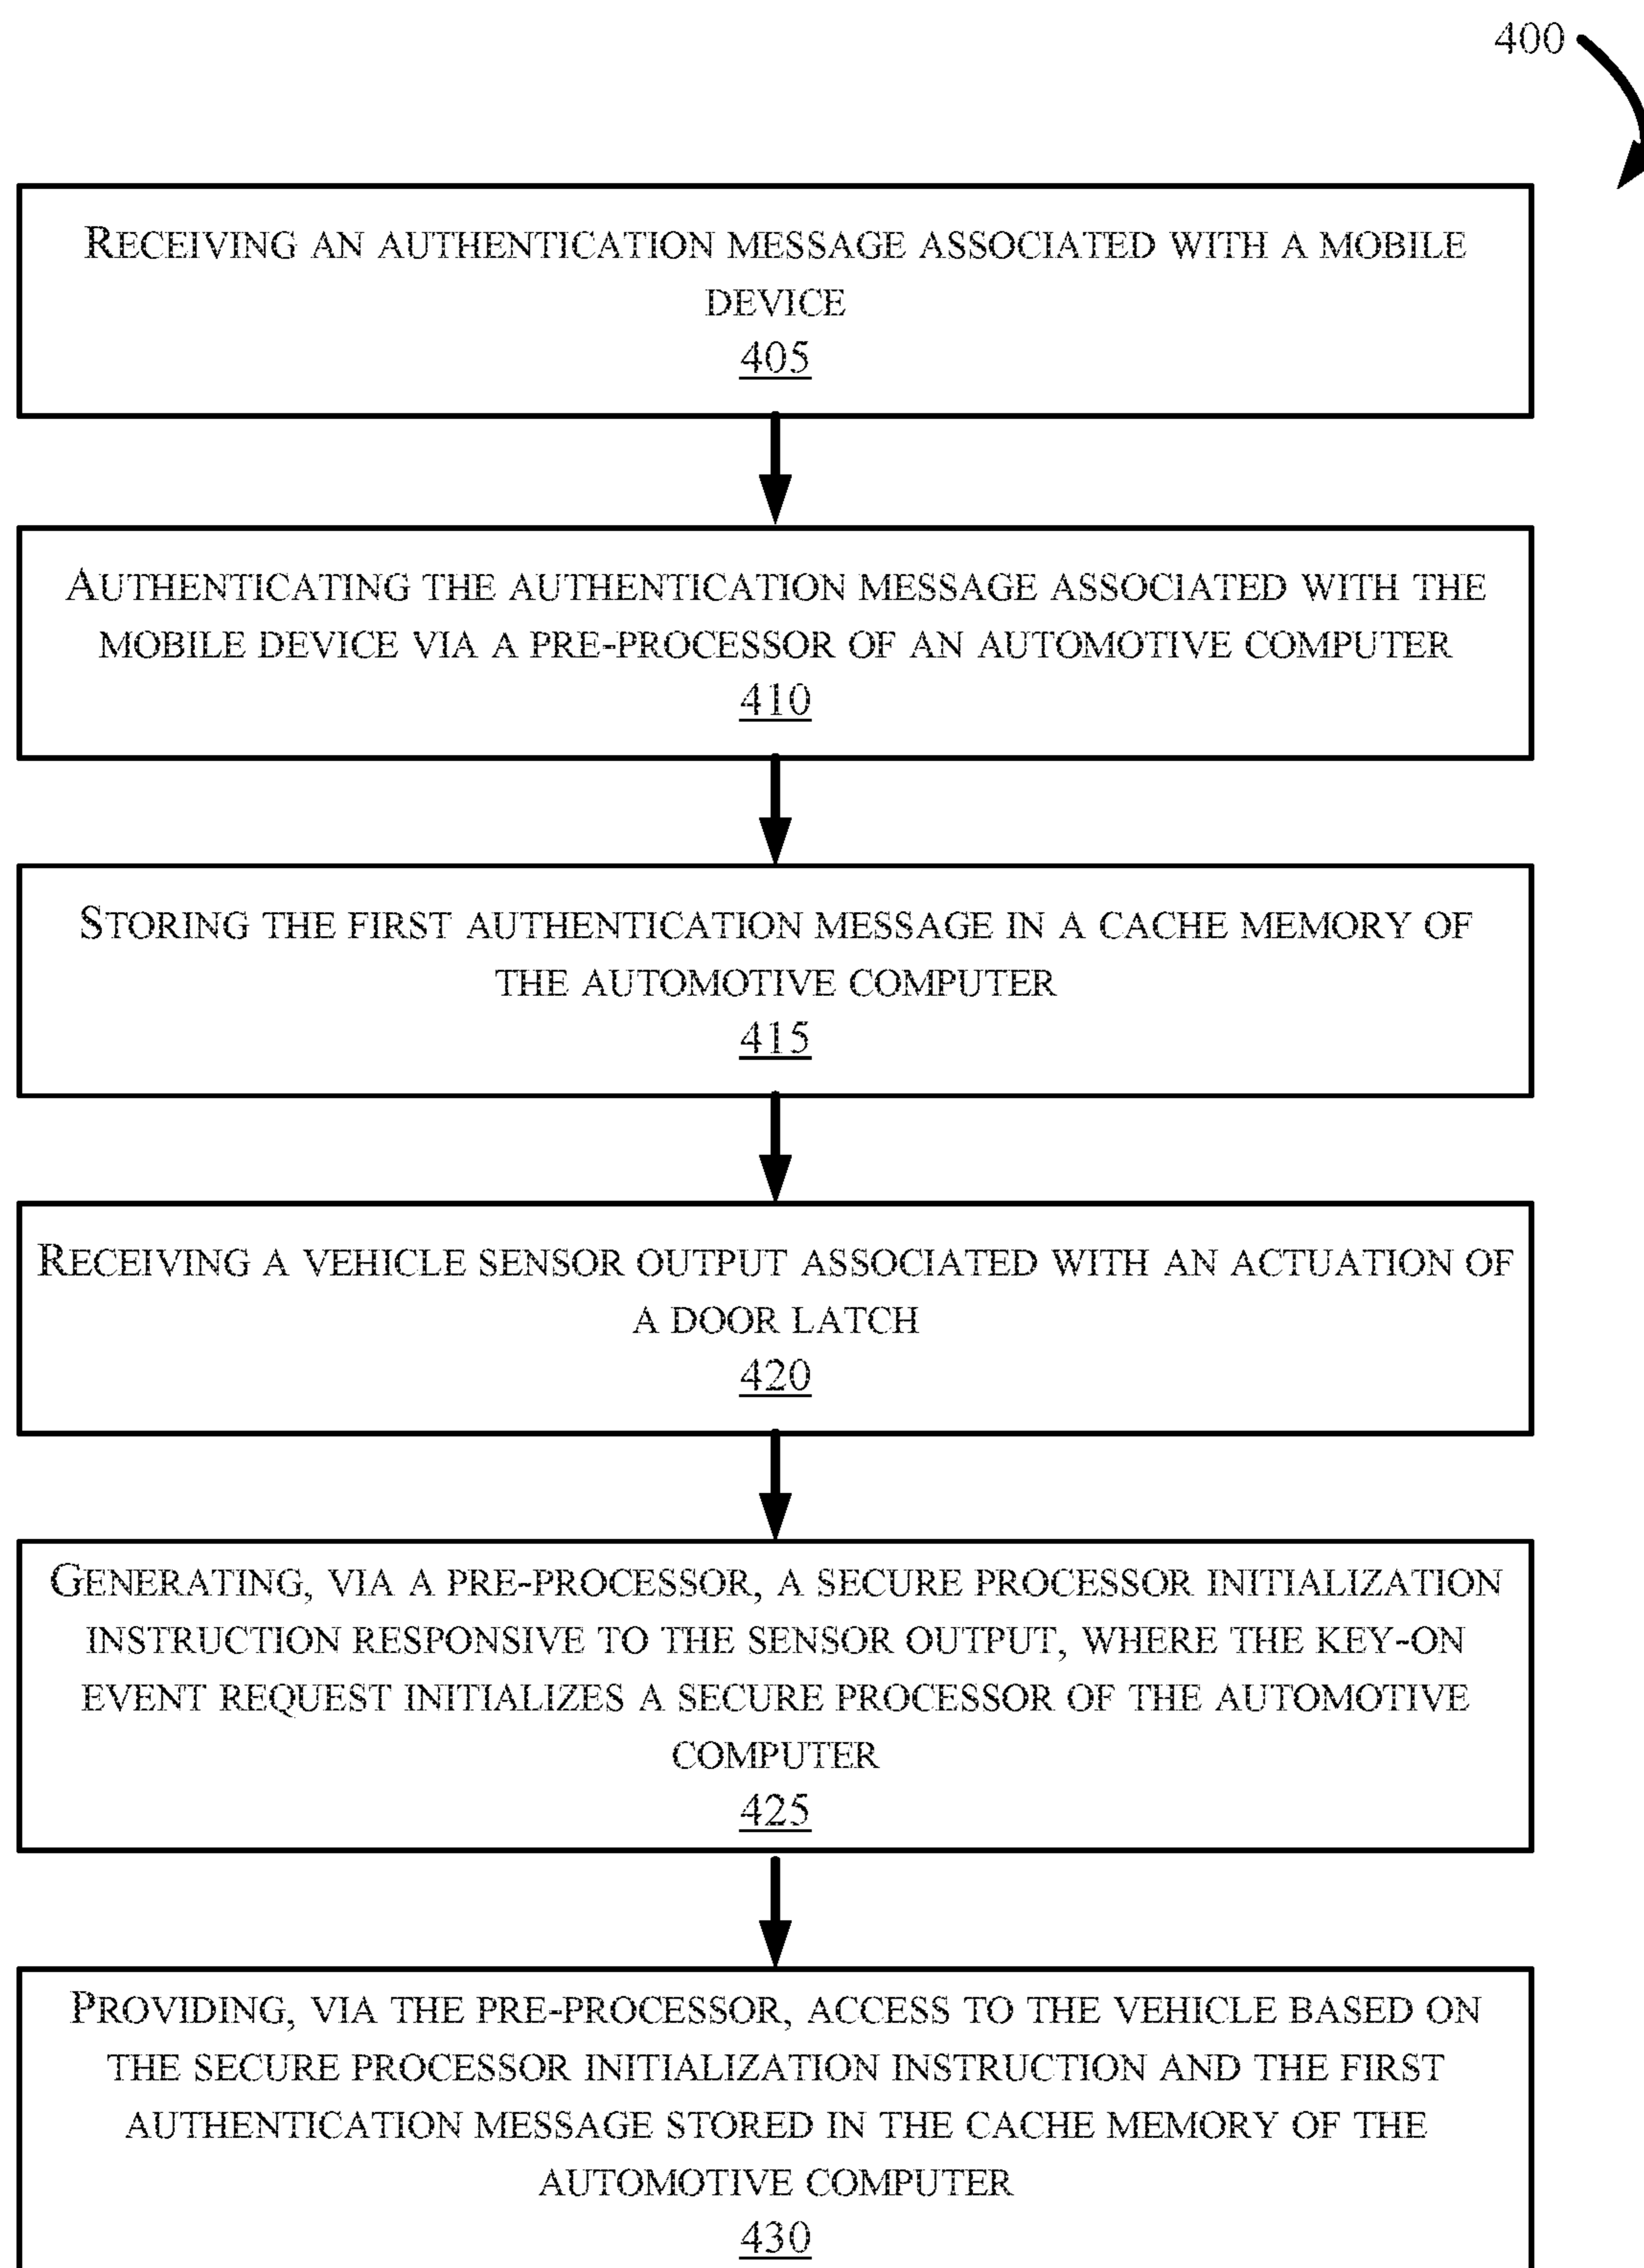 400
RECEIVING AN AUTHENTICATION MESSAGE ASSOCIATED WITH A MOBILE
DEVICE
405
AUTHENTICATING THE AUTHENTICATION MESSAGE ASSOCIATED WITH THE
MOBILE DEVICE VIA A PRE-PROCESSOR OF AN AUTOMOTIVE COMPUTER
410
STORING THE FIRST AUTHENTICATION MESSAGE IN A CACHE MEMORY OF
THE AUTOMOTIVE COMPUTER
415
RECEIVING A VEHICLE SENSOR OUTPUT ASSOCIATED WITH AN ACTUATION OF
A DOOR LATCH
420
GENERATING, VIA A PRE-PROCESSOR, A SECURE PROCESSOR INITIALIZATION
INSTRUCTION RESPONSIVE TO THE SENSOR OUTPUT, WHERE THE KEY-ON
EVENT REQUEST INITIALIZES A SECURE PROCESSOR OF THE AUTOMOTIVE
COMPUTER
425
PROVIDING, VIA THE PRE-PROCESSOR, ACCESS TO THE VEHICLE BASED ON
THE SECURE PROCESSOR INITIALIZATION INSTRUCTION AND THE FIRST
AUTHENTICATION MESSAGE STORED IN THE CACHE MEMORY OF THE
AUTOMOTIVE COMPUTER
430